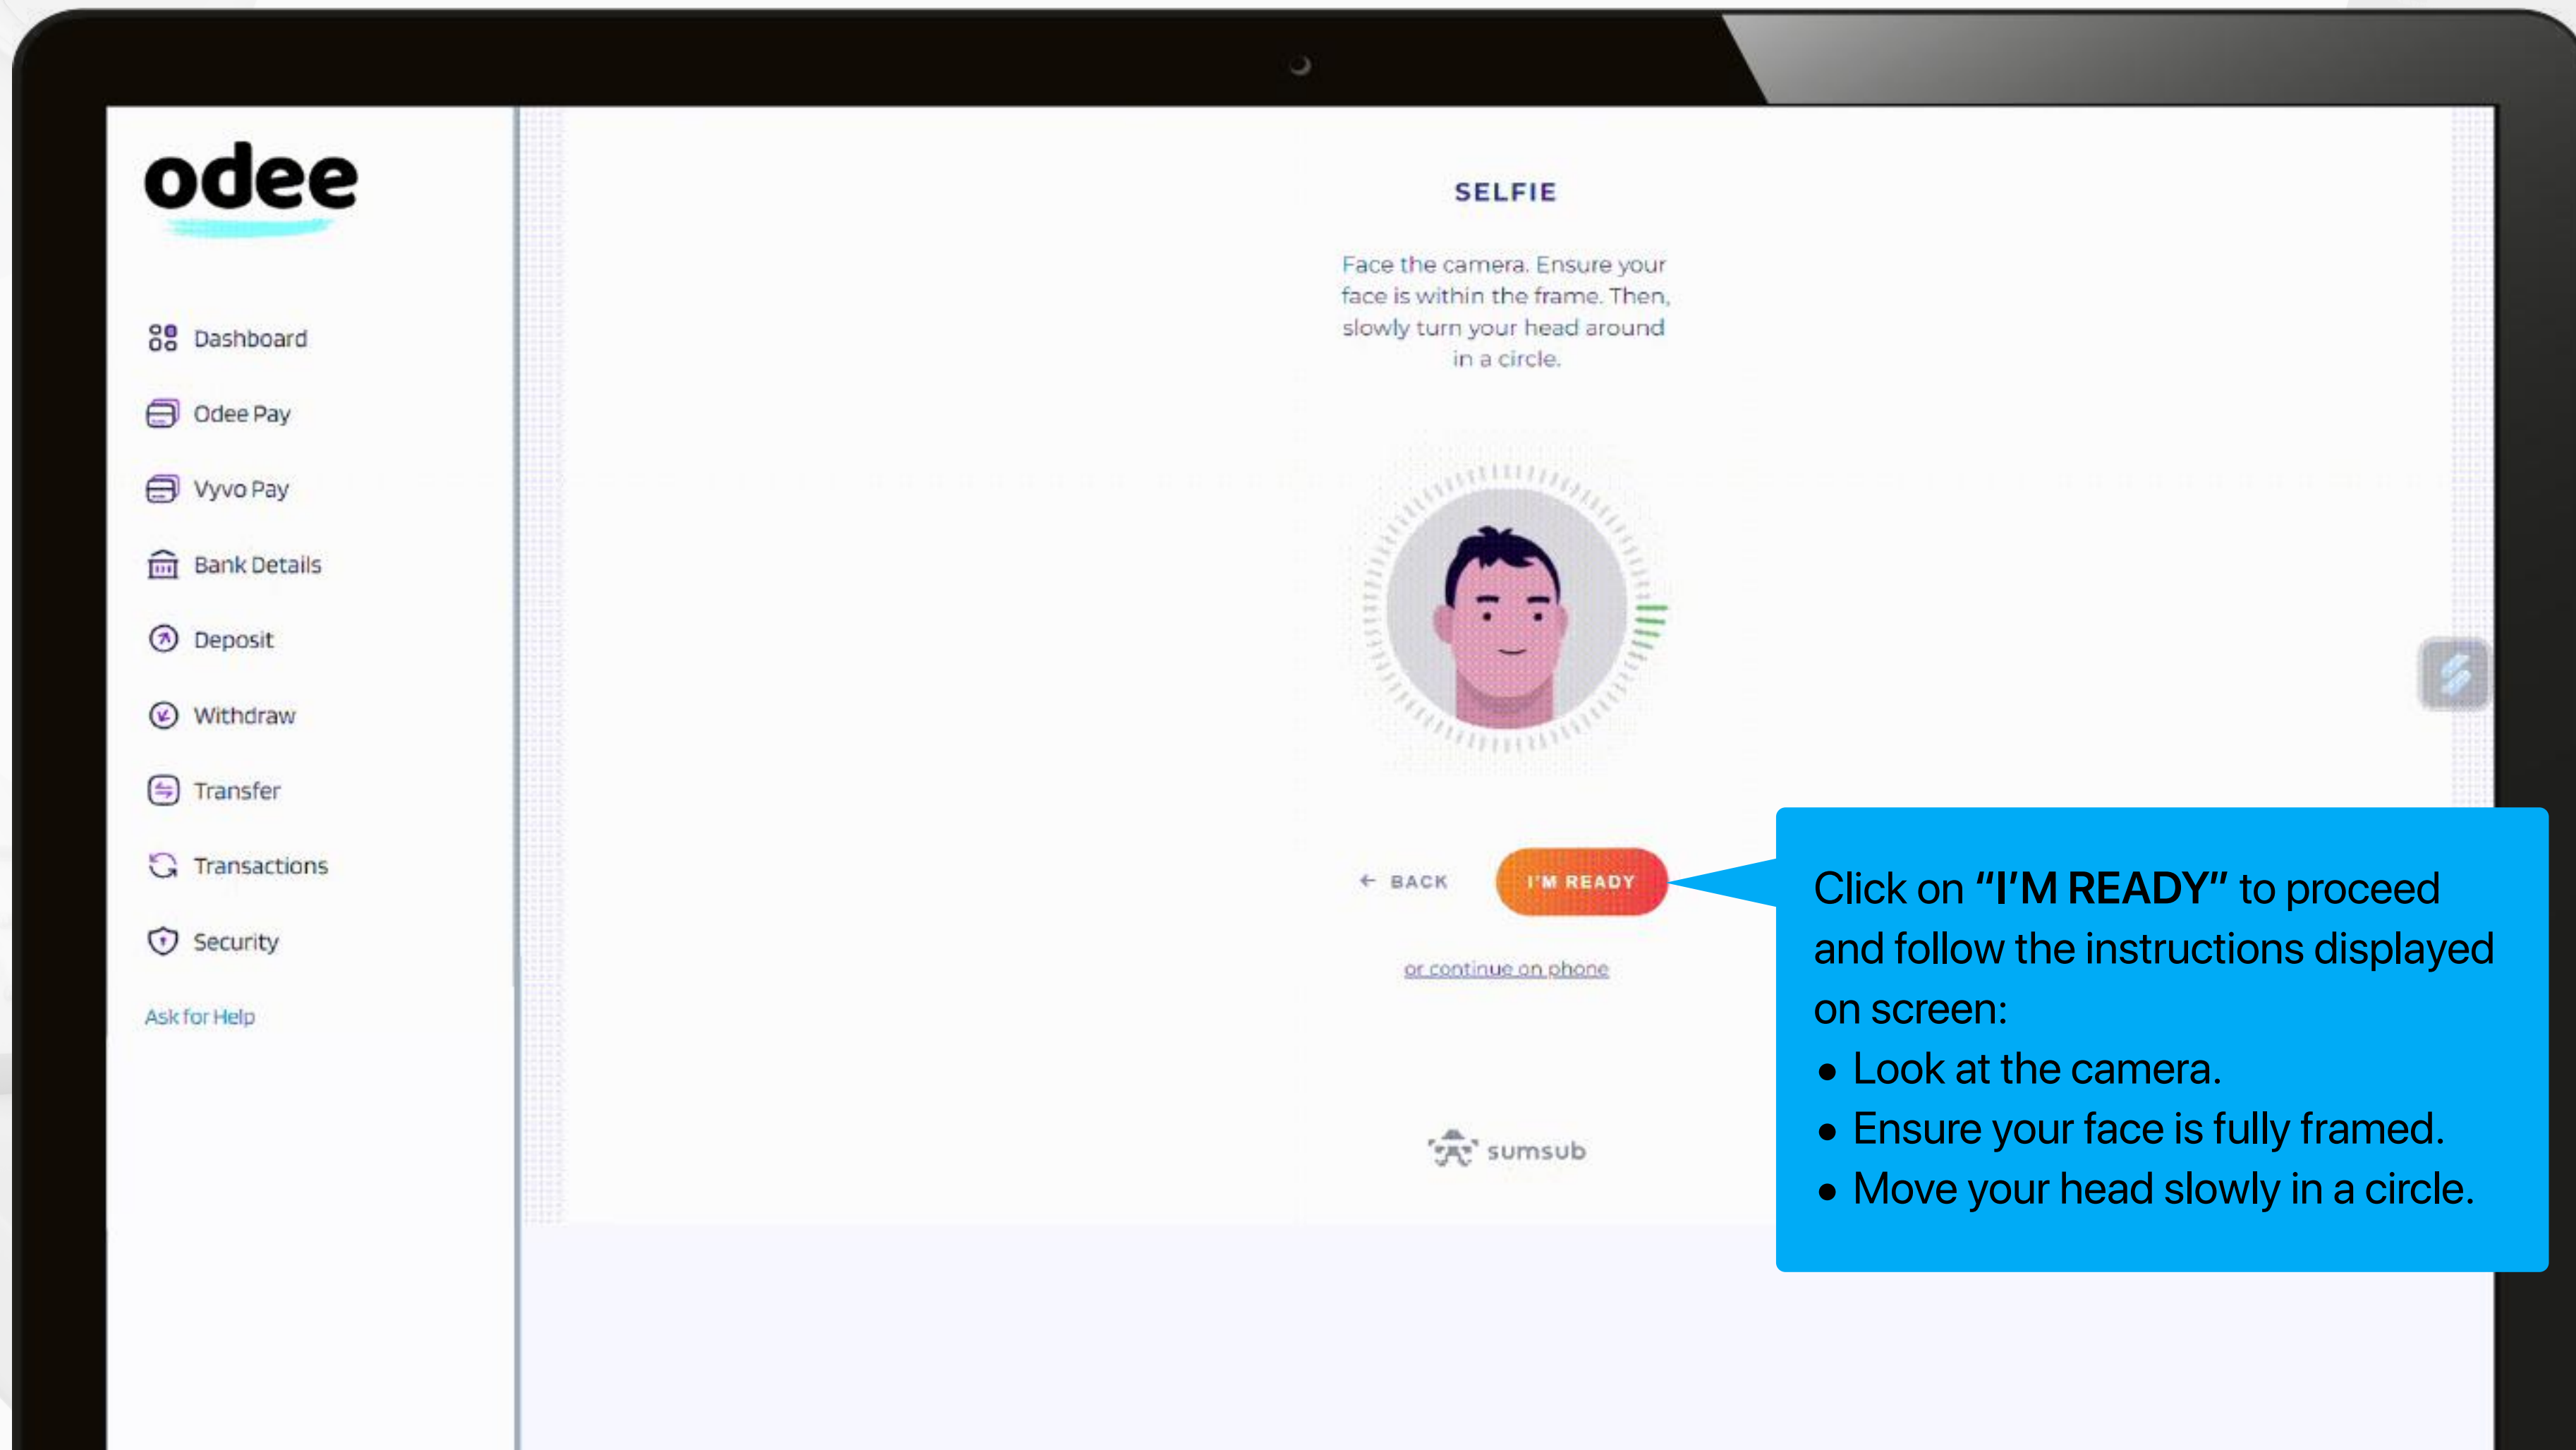 odee
Dashboard
Odee Pay
Vyvo Pay
Bank Details
Deposit
Withdraw
Transfer
Transactions
Security
Ask for Help
SELFIE
Face the camera. Ensure your
face is within the frame. Then,
slowly turn your head around
in a circle.
← BACK
I'M READY
or continue on phone
sumsub
Click on “I’M READY” to proceed
and follow the instructions displayed
on screen:
• Look at the camera.
• Ensure your face is fully framed.
• Move your head slowly in a circle.